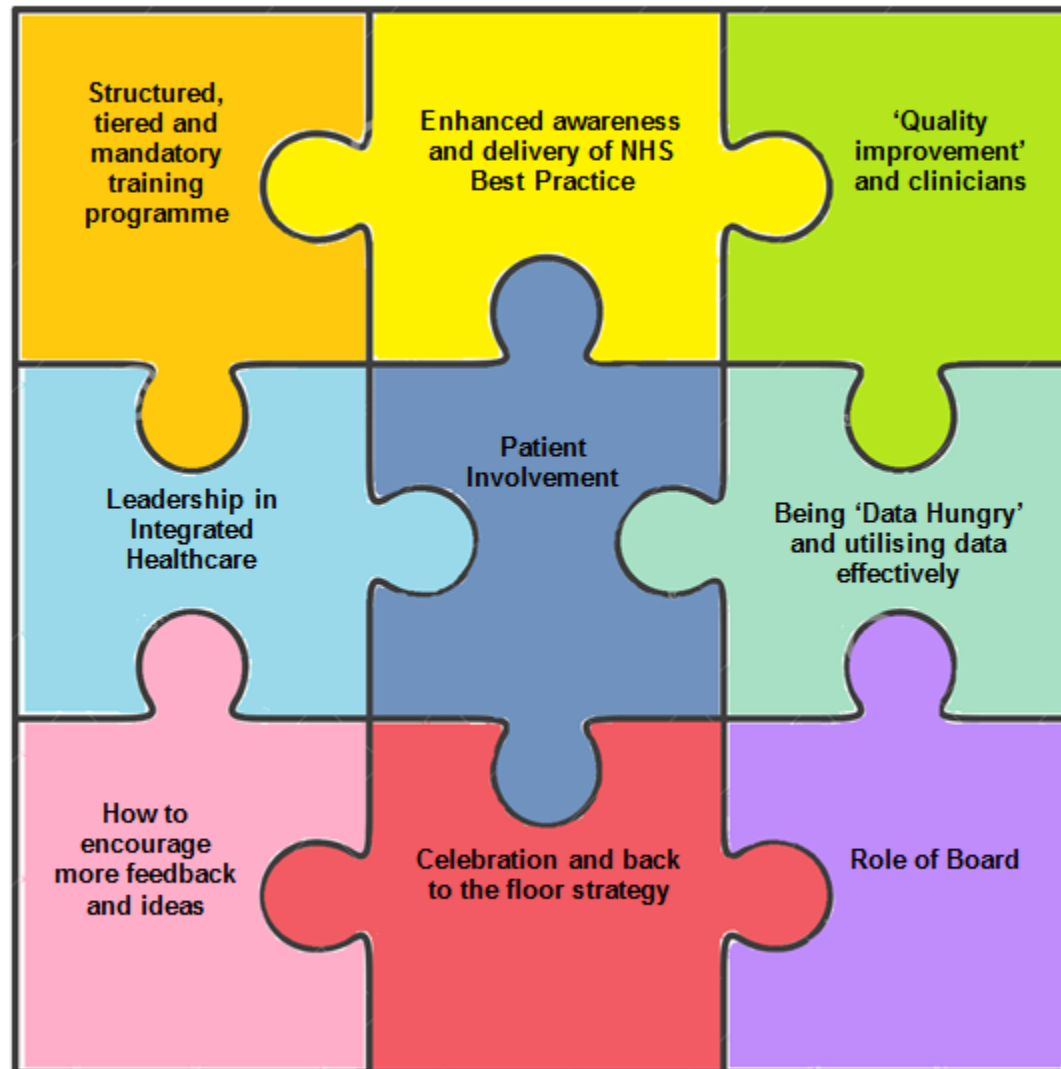 Structured,
tiered and
mandatory
training
programme
Enhanced awareness
and delivery of NHS
Best Practice
‘Quality
improvement’
and clinicians
Leadership in
Integrated
Healthcare
Patient
Involvement
Being ‘Data Hungry’
and utilising data
effectively
How to
encourage
more feedback
and ideas
Celebration and back
to the floor strategy
Role of Board